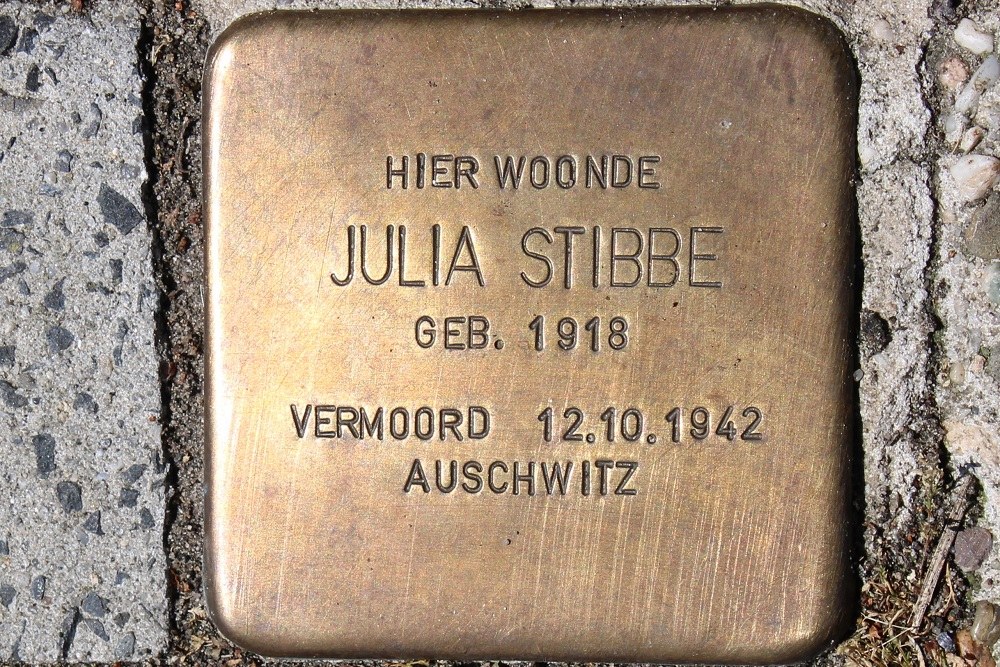 HIER WOONDE
JULIA STIBBE
GEB. 1918
VERMOORD 12.10.1942
AUSCHWITZ